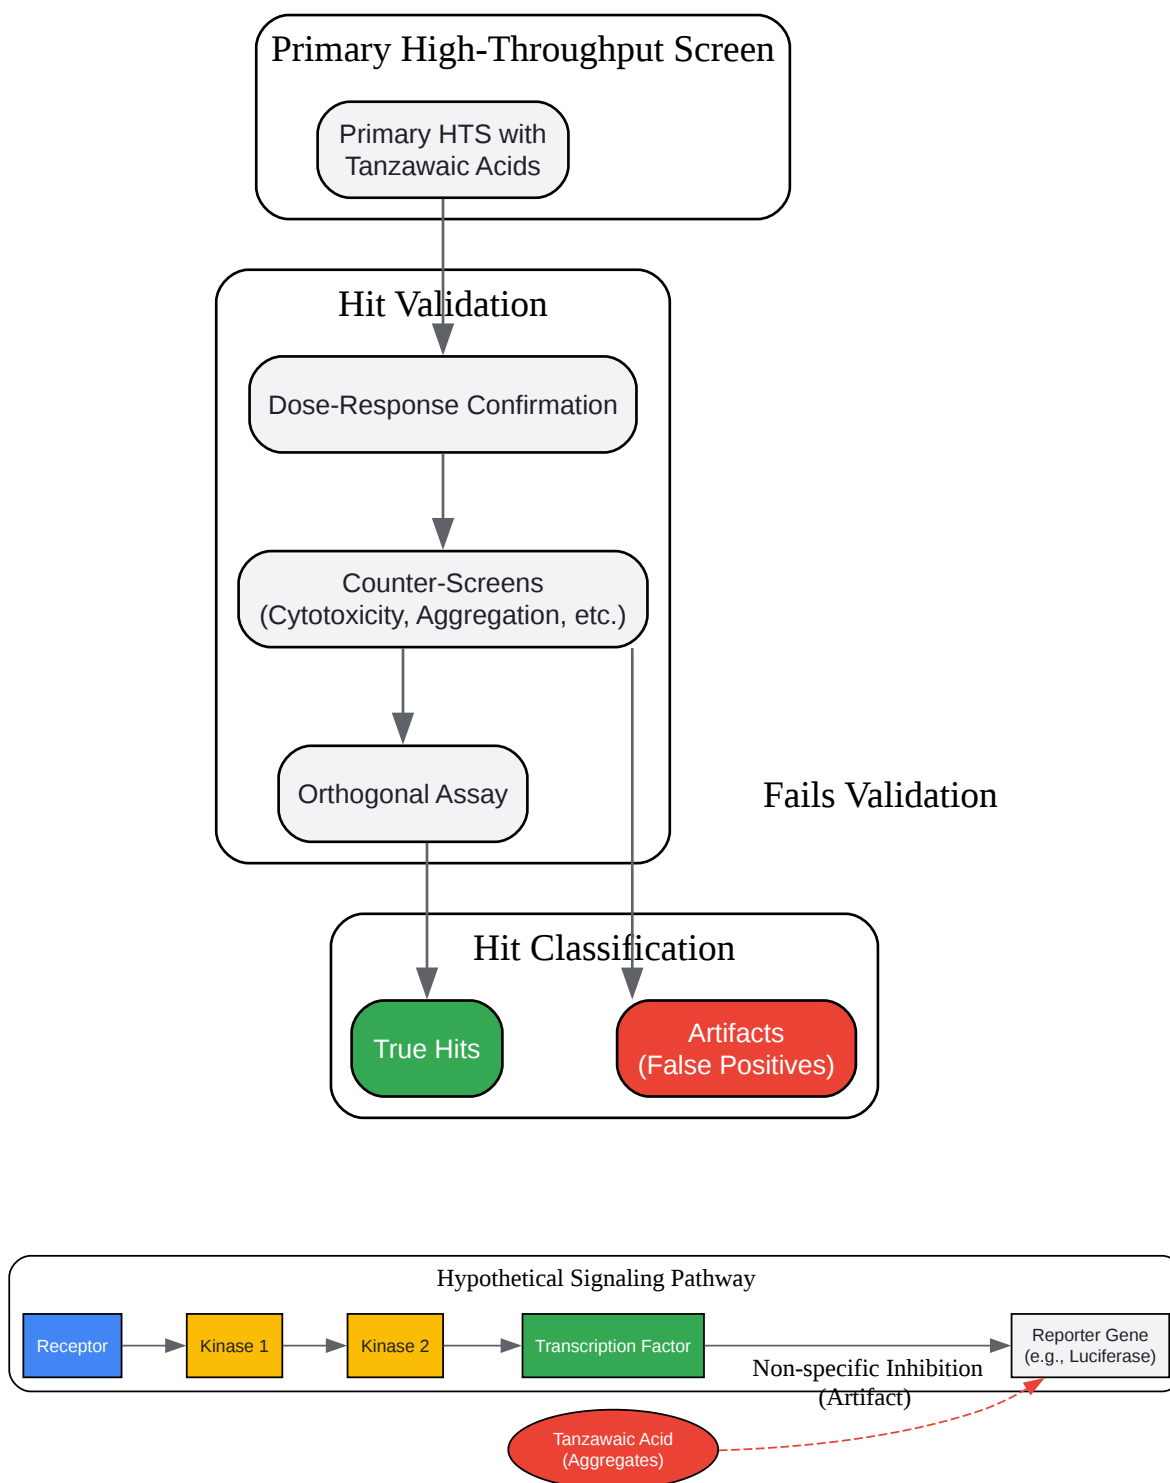 Primary High-Throughput Screen
Primary HTS with
Tanzawaic Acids
Hit Validation
Dose-Response Confirmation
Counter-Screens
(Cytotoxicity, Aggregation, etc.)
Orthogonal Assay
Fails Validation
Hit Classification
True Hits
Artifacts
(False Positives)
Hypothetical Signaling Pathway
Receptor
Kinase 1
Kinase 2
Transcription Factor
Reporter Gene
(e.g., Luciferase)
Non-specific Inhibition
(Artifact)
Tanzawaic Acid
(Aggregates)